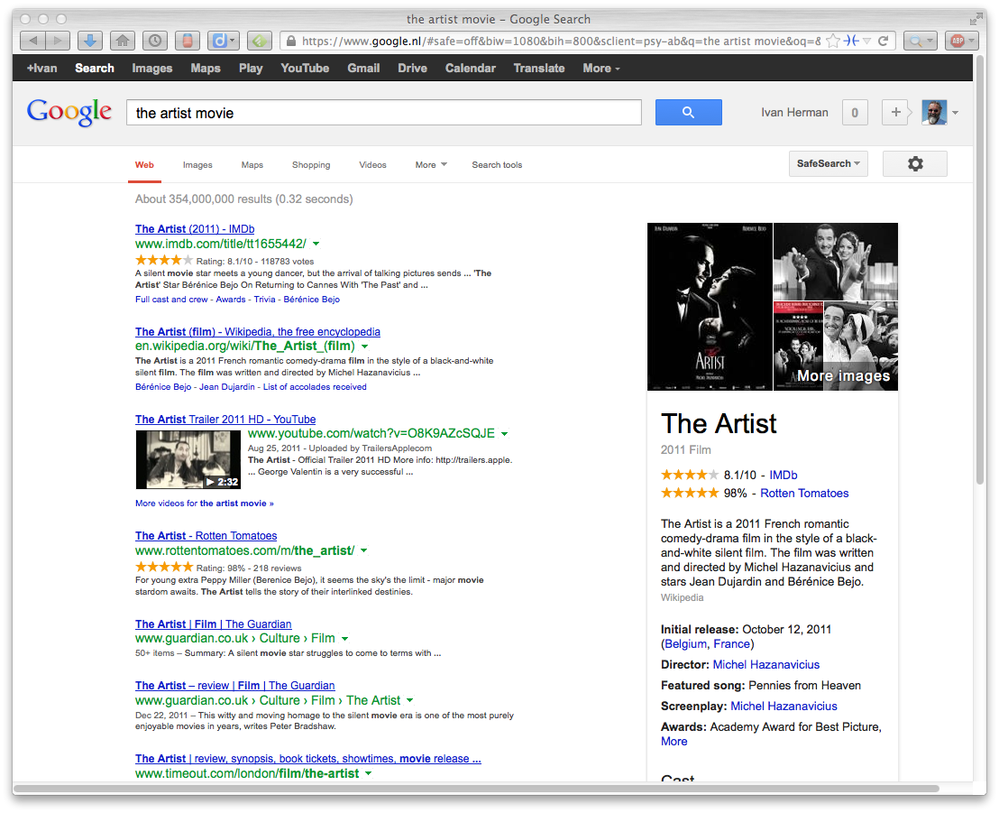 the artist movie – Google Search
https://www.google.nl/#safe=off&biw=1080&bih=800&sclient=psy-ab&q=the artist movie&oq=&
ABP
+Ivan Search Images Maps Play YouTube Gmail Drive Calendar Translate More
Google
the artist movie
Ivan Herman 0 +
Web Images Maps Shopping Videos More Search tools
SafeSearch
About 354,000,000 results (0.32 seconds)
The Artist (2011) - IMDb
www.imdb.com/title/tt1655442/
Rating: 8.1/10 - 118783 votes
A silent movie star meets a young dancer, but the arrival of talking pictures sends ... 'The
Artist' Star Bérénice Bejo On Returning to Cannes With 'The Past' and ...
Full cast and crew - Awards - Trivia - Bérénice Bejo
The Artist (film) - Wikipedia, the free encyclopedia
en.wikipedia.org/wiki/The_Artist_(film)
The Artist is a 2011 French romantic comedy-drama film in the style of a black-and-white
silent film. The film was written and directed by Michel Hazanavicius ...
Bérénice Bejo - Jean Dujardin - List of accolades received
The Artist Trailer 2011 HD - YouTube
www.youtube.com/watch?v=O8K9AZcSQJE
Aug 25, 2011 - Uploaded by TrailersApplecom
The Artist - Official Trailer 2011 HD More info: http://trailers.apple.
... George Valentin is a very successful ...
2:32
More videos for the artist movie »
The Artist - Rotten Tomatoes
www.rottentomatoes.com/m/the_artist/
Rating: 98% - 218 reviews
For young extra Peppy Miller (Berenice Bejo), it seems the sky's the limit - major movie
stardom awaits. The Artist tells the story of their interlinked destinies.
The Artist | Film | The Guardian
www.guardian.co.uk › Culture › Film
50+ items – Summary: A silent movie star struggles to come to terms with ...
The Artist – review | Film | The Guardian
www.guardian.co.uk › Culture › Film › The Artist
Dec 22, 2011 – This witty and moving homage to the silent movie era is one of the most purely
enjoyable movies in years, writes Peter Bradshaw.
The Artist | review, synopsis, book tickets, showtimes, movie release ...
www.timeout.com/london/film/the-artist
JEAN DUJARDIN BERENICE BEJO
The
ARTIST
ARTIST
More images
The Artist
2011 Film
8.1/10 - IMDb
98% - Rotten Tomatoes
The Artist is a 2011 French romantic
comedy-drama film in the style of a black-
and-white silent film. The film was written
and directed by Michel Hazanavicius and
stars Jean Dujardin and Bérénice Bejo.
Wikipedia
Initial release: October 12, 2011
(Belgium, France)
Director: Michel Hazanavicius
Featured song: Pennies from Heaven
Screenplay: Michel Hazanavicius
Awards: Academy Award for Best Picture,
More
Cast